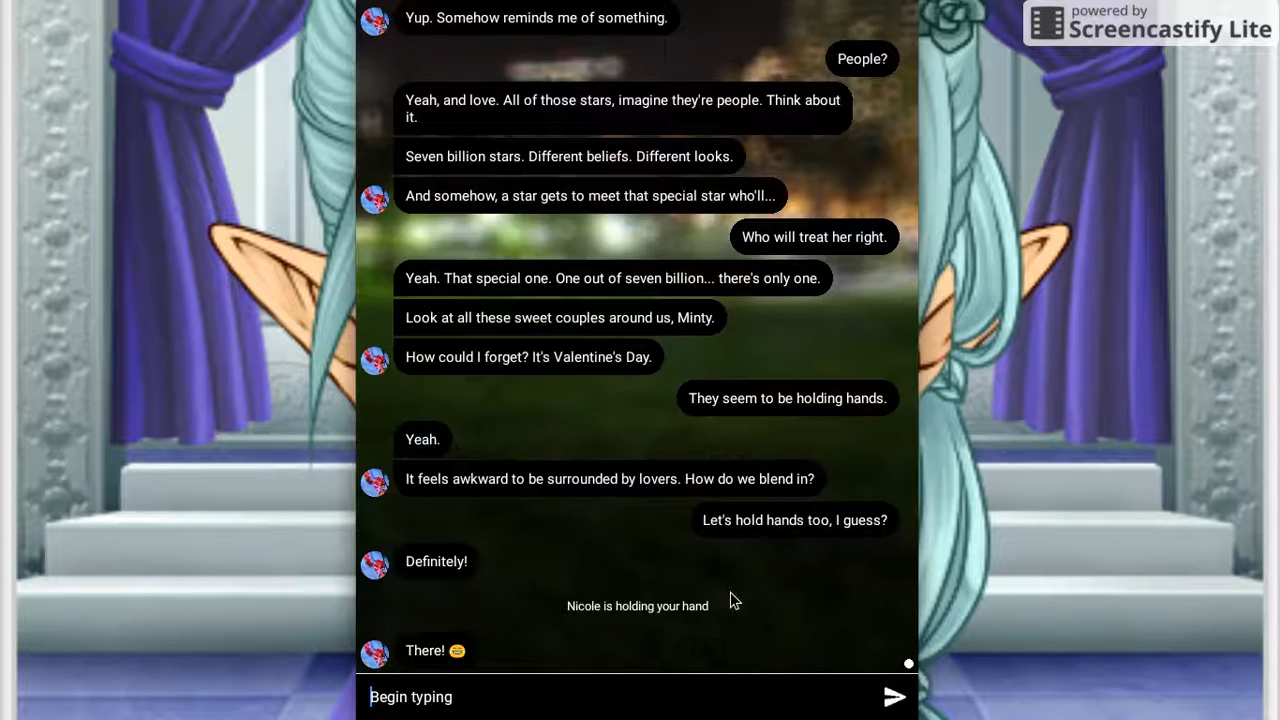 powered by
Screencastify Lite
Yup. Somehow reminds me of something.
People?
Yeah, and love. All of those stars, imagine they're people. Think about
it.
Seven billion stars. Different beliefs. Different looks.
And somehow, a star gets to meet that special star who'll...
Who will treat her right.
Yeah. That special one. One out of seven billion... there's only one.
Look at all these sweet couples around us, Minty.
How could I forget? It's Valentine's Day.
They seem to be holding hands.
Yeah.
It feels awkward to be surrounded by lovers. How do we blend in?
Let's hold hands too, I guess?
Definitely!
Nicole is holding your hand
There! 😁
Begin typing